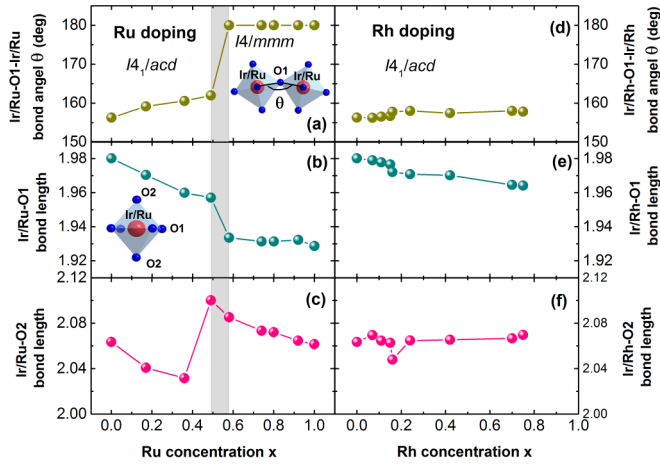 Ir/Ru-O1-Ir/Ru
bond angel θ (deg)
180
170
160
150
Ru doping
I4₁/acd
I4/mmm
Ir/Ru
O1
Ir/Ru
θ
(a)
(d)
Rh doping
I4₁/acd
180
170
160
150
Ir/Rh-O1-Ir/Rh
bond angel θ (deg)
Ir/Ru-O1
bond length
1.98
1.96
1.94
1.92
(b)
O2
Ir/Ru
O1
O2
(e)
1.98
1.96
1.94
1.92
Ir/Rh-O1
bond length
Ir/Ru-O2
bond length
2.12
2.08
2.04
2.00
(c)
(f)
2.12
2.08
2.04
2.00
Ir/Rh-O2
bond length
0.0 0.2 0.4 0.6 0.8 1.0
Ru concentration x
0.0 0.2 0.4 0.6 0.8 1.0
Rh concentration x